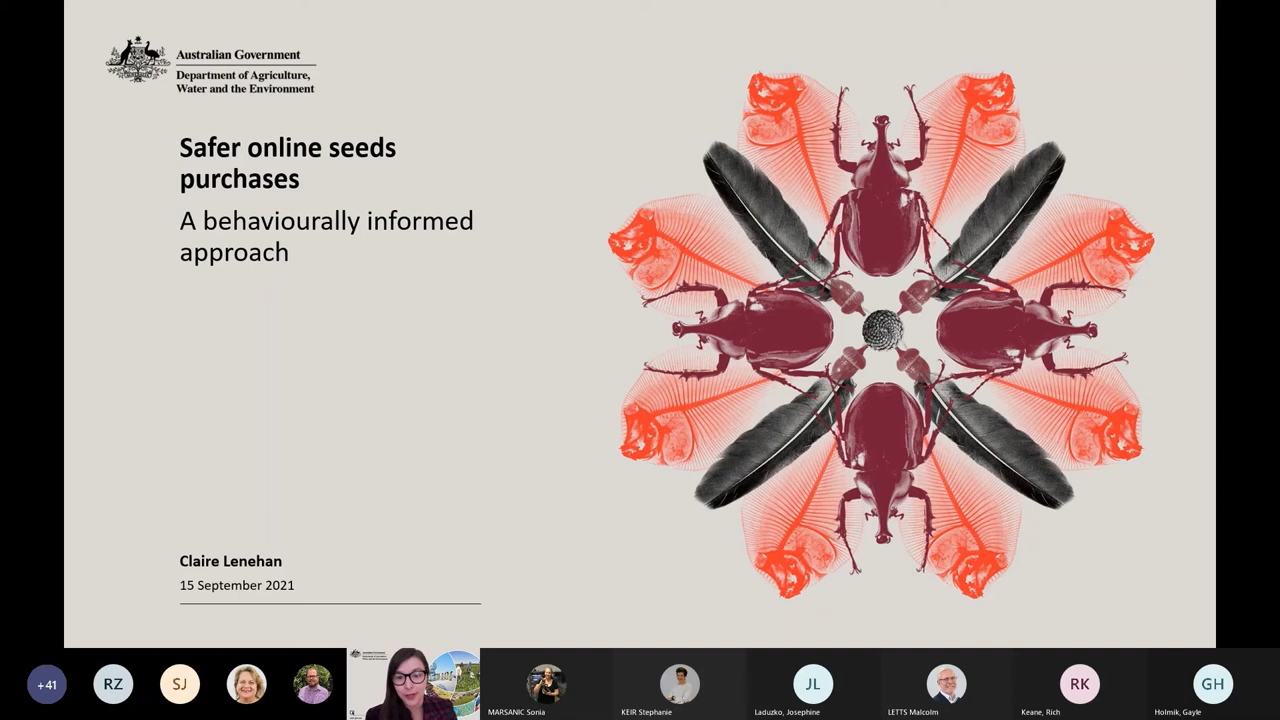 Australian Government
Department of Agriculture,
Water and the Environment
Safer online seeds
purchases
A behaviourally informed
approach
Claire Lenehan
15 September 2021
+41
RZ
SJ
JL
RK
GH
MARSANIC Sonia
KEIR Stephanie
Laduzko, Josephine
LETTS Malcolm
Keane, Rich
Holmik, Gayle